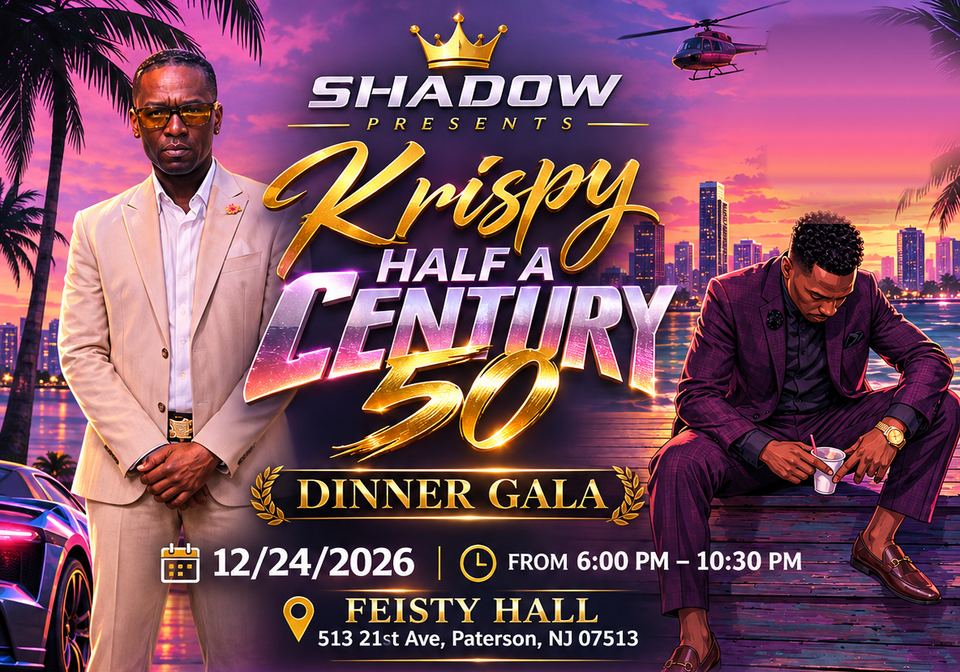 SHADOW
PRESENTS
Krispy
HALF A
CENTURY
50
DINNER GALA
12/24/2026 FROM 6:00 PM – 10:30 PM
FEISTY HALL
513 21st Ave, Paterson, NJ 07513